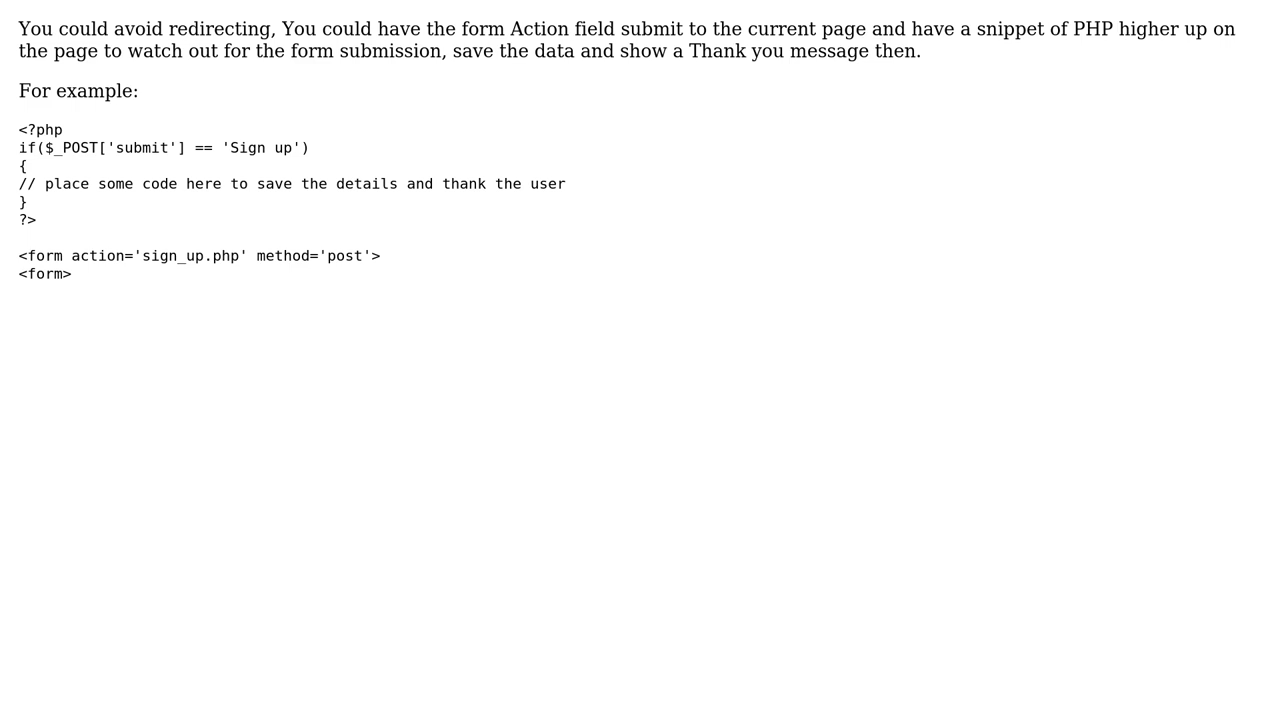 You could avoid redirecting, You could have the form Action field submit to the current page and have a snippet of PHP higher up on
the page to watch out for the form submission, save the data and show a Thank you message then.
For example:
<?php
if($_POST['submit'] == 'Sign up')
{
// place some code here to save the details and thank the user
}
?>
<form action='sign_up.php' method='post'>
<form>